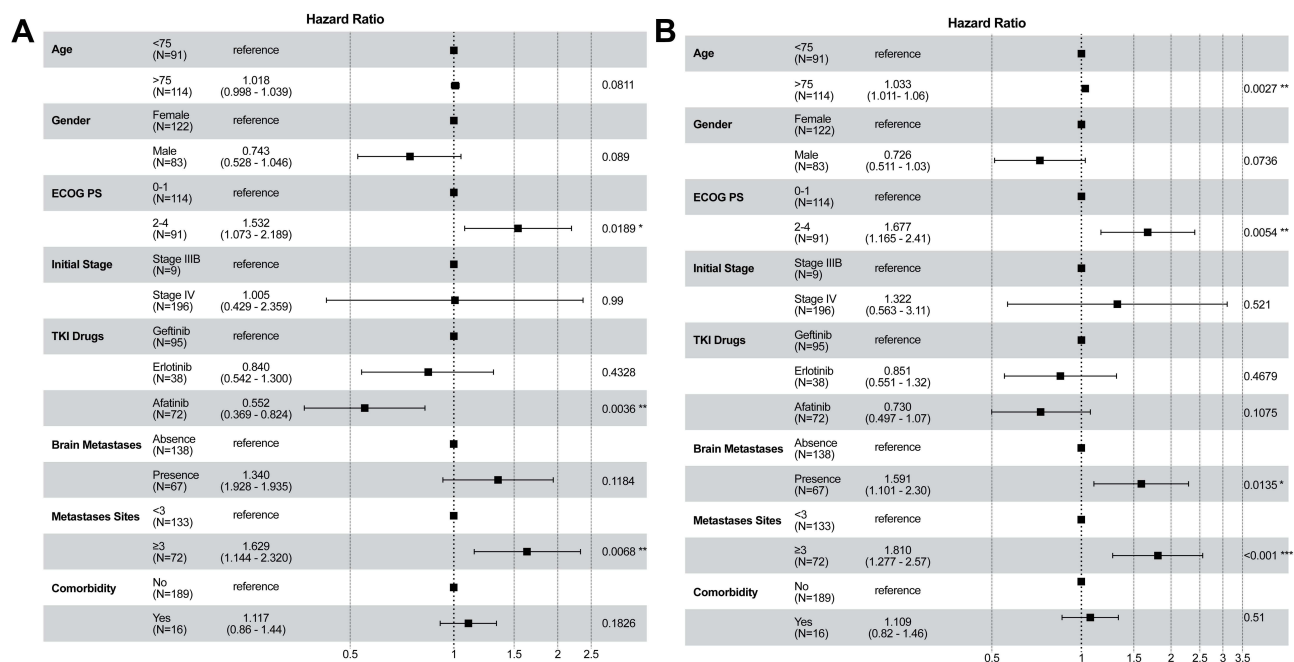 A
Hazard Ratio
Age <75 reference
(N=91)
>75 1.018 0.0811
(N=114) (0.998 - 1.039)
Gender Female reference
(N=122)
Male 0.743 0.089
(N=83) (0.528 - 1.046)
ECOG PS 0-1 reference
(N=114)
2-4 1.532 0.0189 *
(N=91) (1.073 - 2.189)
Initial Stage Stage IIIB reference
(N=9)
Stage IV 1.005 0.99
(N=196) (0.429 - 2.359)
TKI Drugs Geftinib reference
(N=95)
Erlotinib 0.840 0.4328
(N=38) (0.542 - 1.300)
Afatinib 0.552 0.0036 **
(N=72) (0.369 - 0.824)
Brain Metastases Absence reference
(N=138)
Presence 1.340 0.1184
(N=67) (1.928 - 1.935)
Metastases Sites <3 reference
(N=133)
≥3 1.629 0.0068 **
(N=72) (1.144 - 2.320)
Comorbidity No reference
(N=189)
Yes 1.117 0.1826
(N=16) (0.86 - 1.44)
0.5 1 1.5 2 2.5
B
Hazard Ratio
Age <75 reference
(N=91)
>75 1.033 0.0027 **
(N=114) (1.011- 1.06)
Gender Female reference
(N=122)
Male 0.726 0.0736
(N=83) (0.511 - 1.03)
ECOG PS 0-1 reference
(N=114)
2-4 1.677 0.0054 **
(N=91) (1.165 - 2.41)
Initial Stage Stage IIIB reference
(N=9)
Stage IV 1.322 0.521
(N=196) (0.563 - 3.11)
TKI Drugs Geftinib reference
(N=95)
Erlotinib 0.851 0.4679
(N=38) (0.551 - 1.32)
Afatinib 0.730 0.1075
(N=72) (0.497 - 1.07)
Brain Metastases Absence reference
(N=138)
Presence 1.591 0.0135 *
(N=67) (1.101 - 2.30)
Metastases Sites <3 reference
(N=133)
≥3 1.810 <0.001 ***
(N=72) (1.277 - 2.57)
Comorbidity No reference
(N=189)
Yes 1.109 0.51
(N=16) (0.82 - 1.46)
0.5 1 1.5 2 2.5 3 3.5